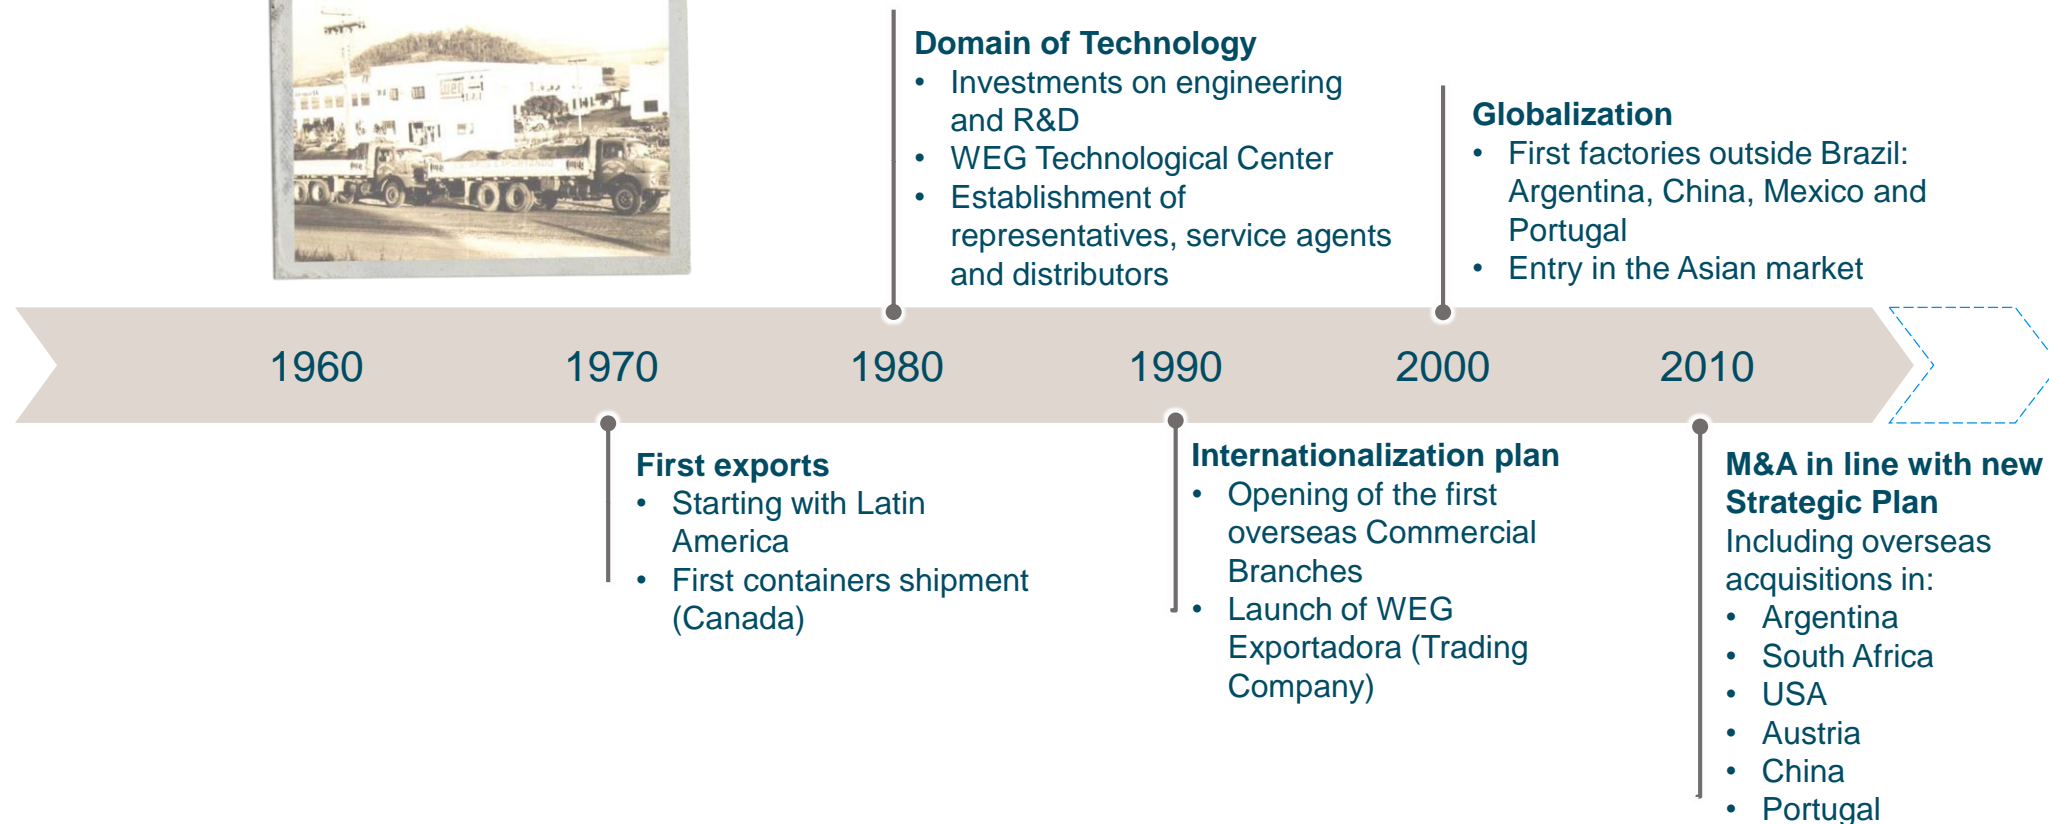 Domain of Technology
• Investments on engineering
and R&D
• WEG Technological Center
• Establishment of
representatives, service agents
and distributors
Globalization
• First factories outside Brazil:
Argentina, China, Mexico and
Portugal
• Entry in the Asian market
1960
1970
1980
1990
2000
2010
First exports
• Starting with Latin
America
• First containers shipment
(Canada)
Internationalization plan
• Opening of the first
overseas Commercial
Branches
• Launch of WEG
Exportadora (Trading
Company)
M&A in line with new
Strategic Plan
Including overseas
acquisitions in:
• Argentina
• South Africa
• USA
• Austria
• China
• Portugal